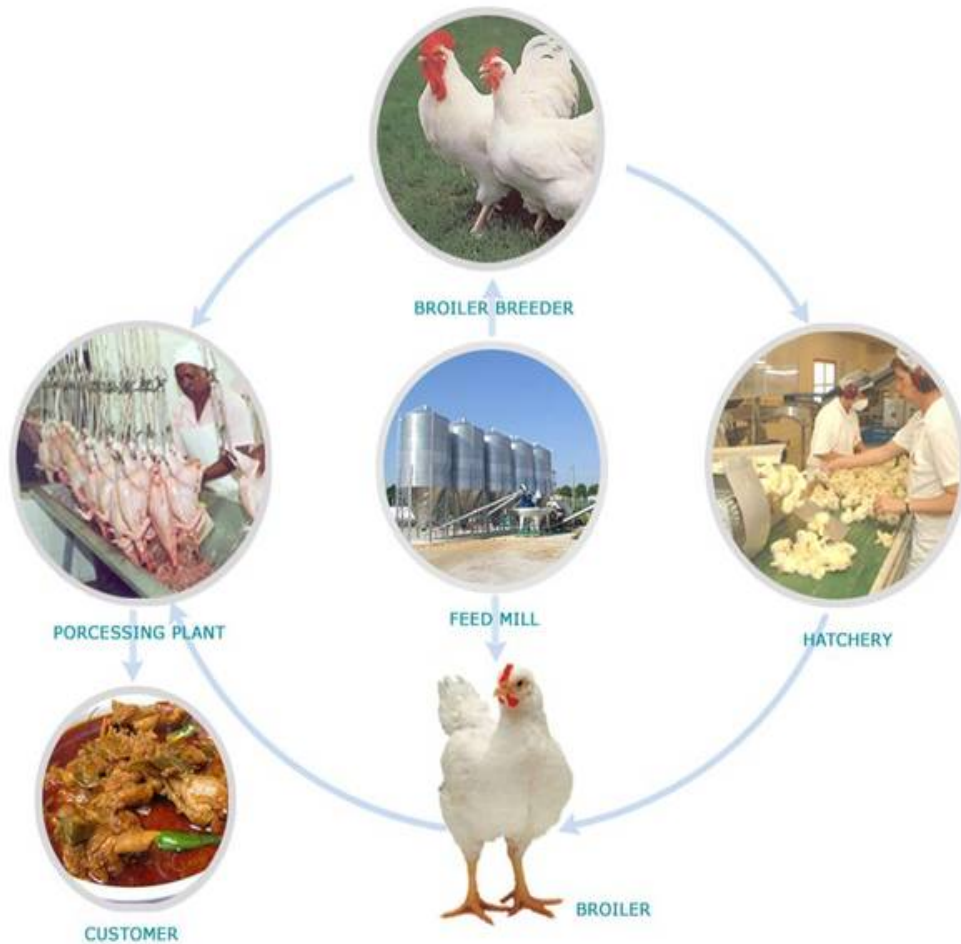 BROILER BREEDER
PORCESSING PLANT
FEED MILL
HATCHERY
BROILER
CUSTOMER